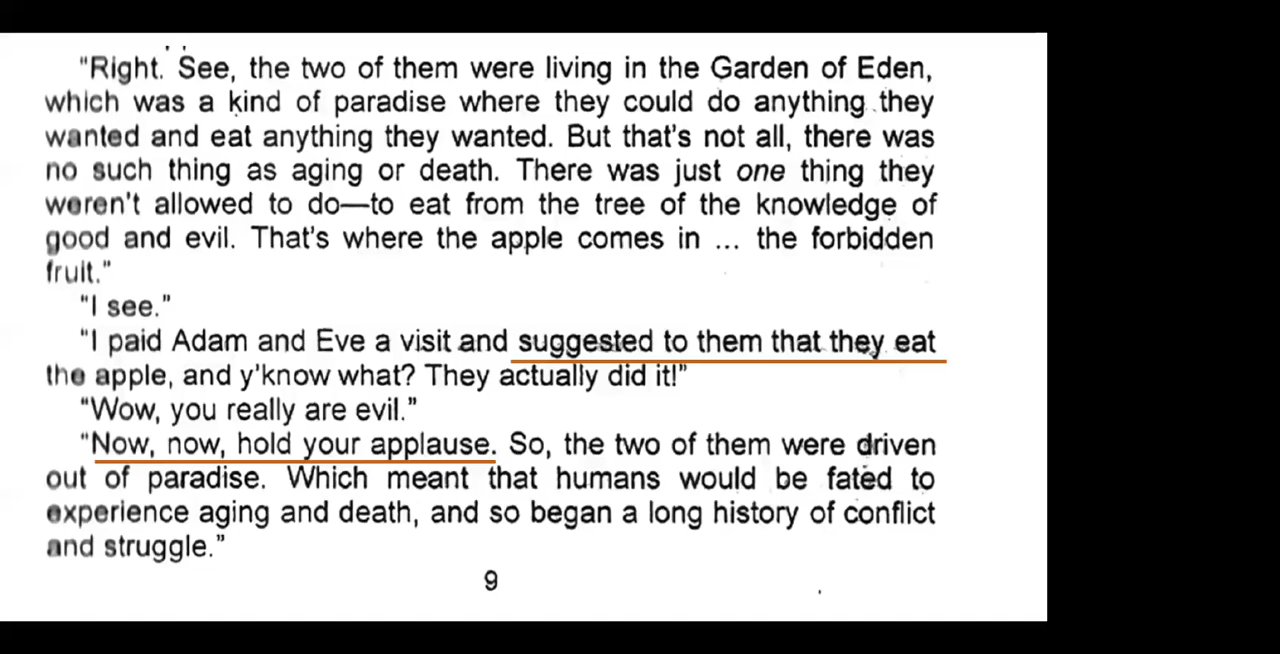 "Right. See, the two of them were living in the Garden of Eden,
which was a kind of paradise where they could do anything they
wanted and eat anything they wanted. But that's not all, there was
no such thing as aging or death. There was just one thing they
weren't allowed to do—to eat from the tree of the knowledge of
good and evil. That's where the apple comes in ... the forbidden
fruit."
"I see."
"I paid Adam and Eve a visit and suggested to them that they eat
the apple, and y'know what? They actually did it!"
"Wow, you really are evil."
"Now, now, hold your applause. So, the two of them were driven
out of paradise. Which meant that humans would be fated to
experience aging and death, and so began a long history of conflict
and struggle."
9